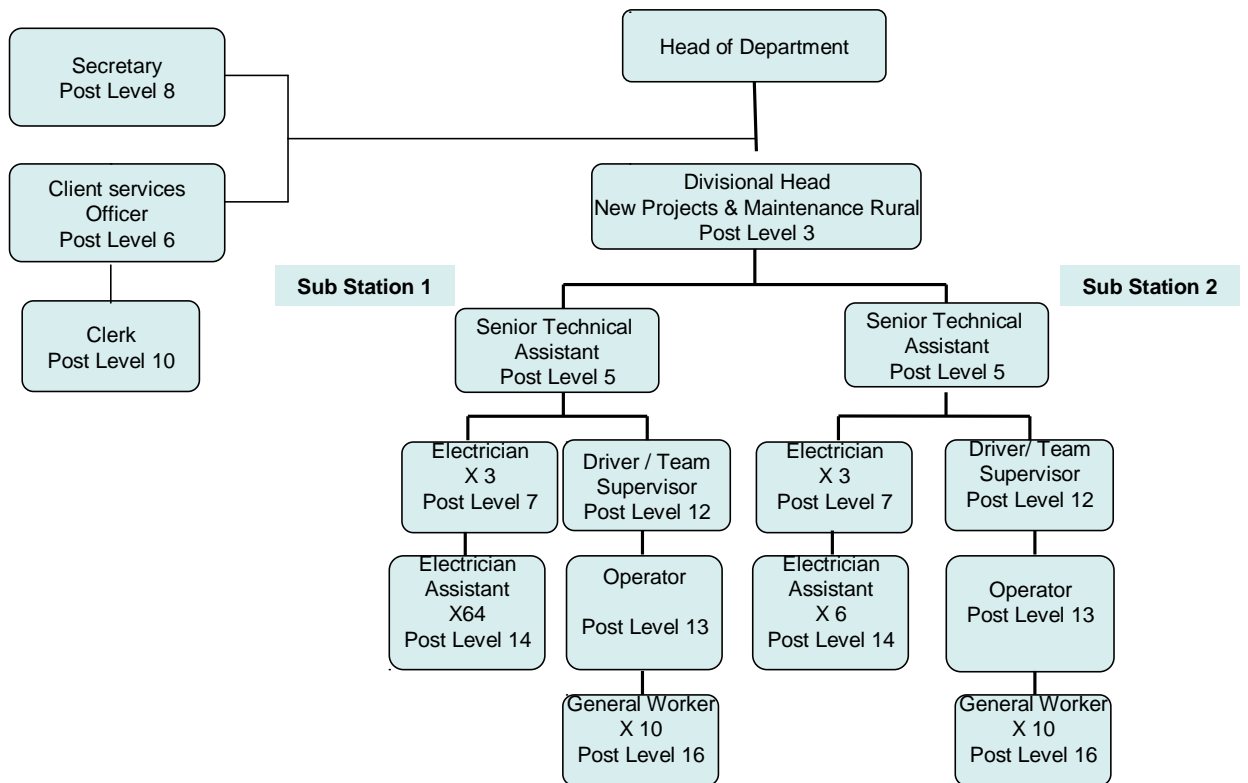 Head of Department
Secretary
Post Level 8
Client services
Officer
Post Level 6
Clerk
Post Level 10
Divisional Head
New Projects & Maintenance Rural
Post Level 3
Sub Station 1
Sub Station 2
Senior Technical
Assistant
Post Level 5
Senior Technical
Assistant
Post Level 5
Electrician
X 3
Post Level 7
Driver / Team
Supervisor
Post Level 12
Electrician
X 3
Post Level 7
Driver/ Team
Supervisor
Post Level 12
Electrician
Assistant
X64
Post Level 14
Operator
Post Level 13
Electrician
Assistant
X 6
Post Level 14
Operator
Post Level 13
General Worker
X 10
Post Level 16
General Worker
X 10
Post Level 16